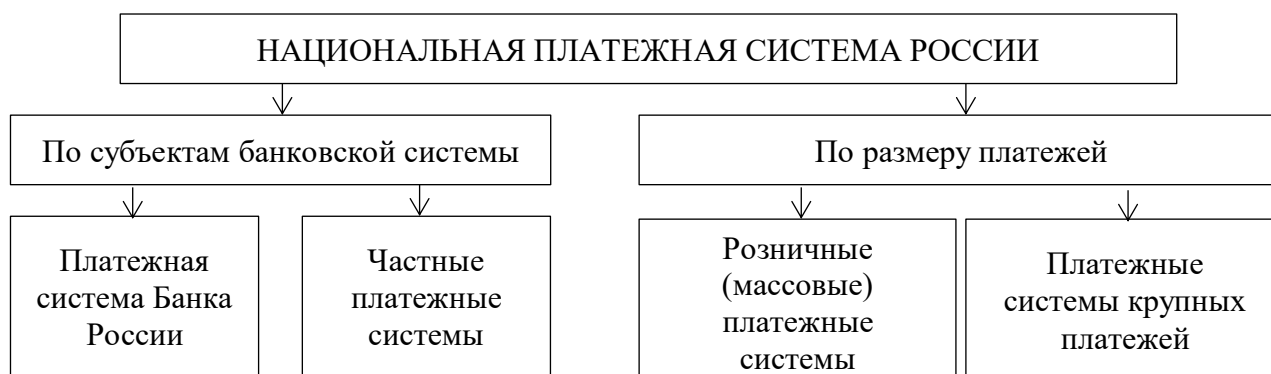 НАЦИОНАЛЬНАЯ ПЛАТЕЖНАЯ СИСТЕМА РОССИИ
По субъектам банковской системы
По размеру платежей
Платежная
система Банка
России
Частные
платежные
системы
Розничные
(массовые)
платежные
системы
Платежные
системы крупных
платежей